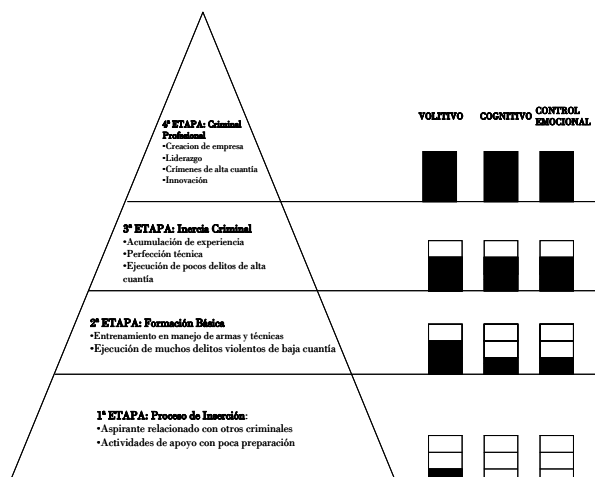 4ª ETAPA: Criminal
Profesional
•Creacion de empresa
•Liderazgo
•Crímenes de alta cuantía
•Innovación
VOLITIVO
COGNITIVO
CONTROL
EMOCIONAL
3ª ETAPA: Inercia Criminal
•Acumulación de experiencia
•Perfección técnica
•Ejecución de pocos delitos de alta
cuantía
2ª ETAPA: Formación Básica
•Entrenamiento en manejo de armas y técnicas
•Ejecución de muchos delitos violentos de baja cuantía
1ª ETAPA: Proceso de Inserción:
•Aspirante relacionado con otros criminales
•Actividades de apoyo con poca preparación